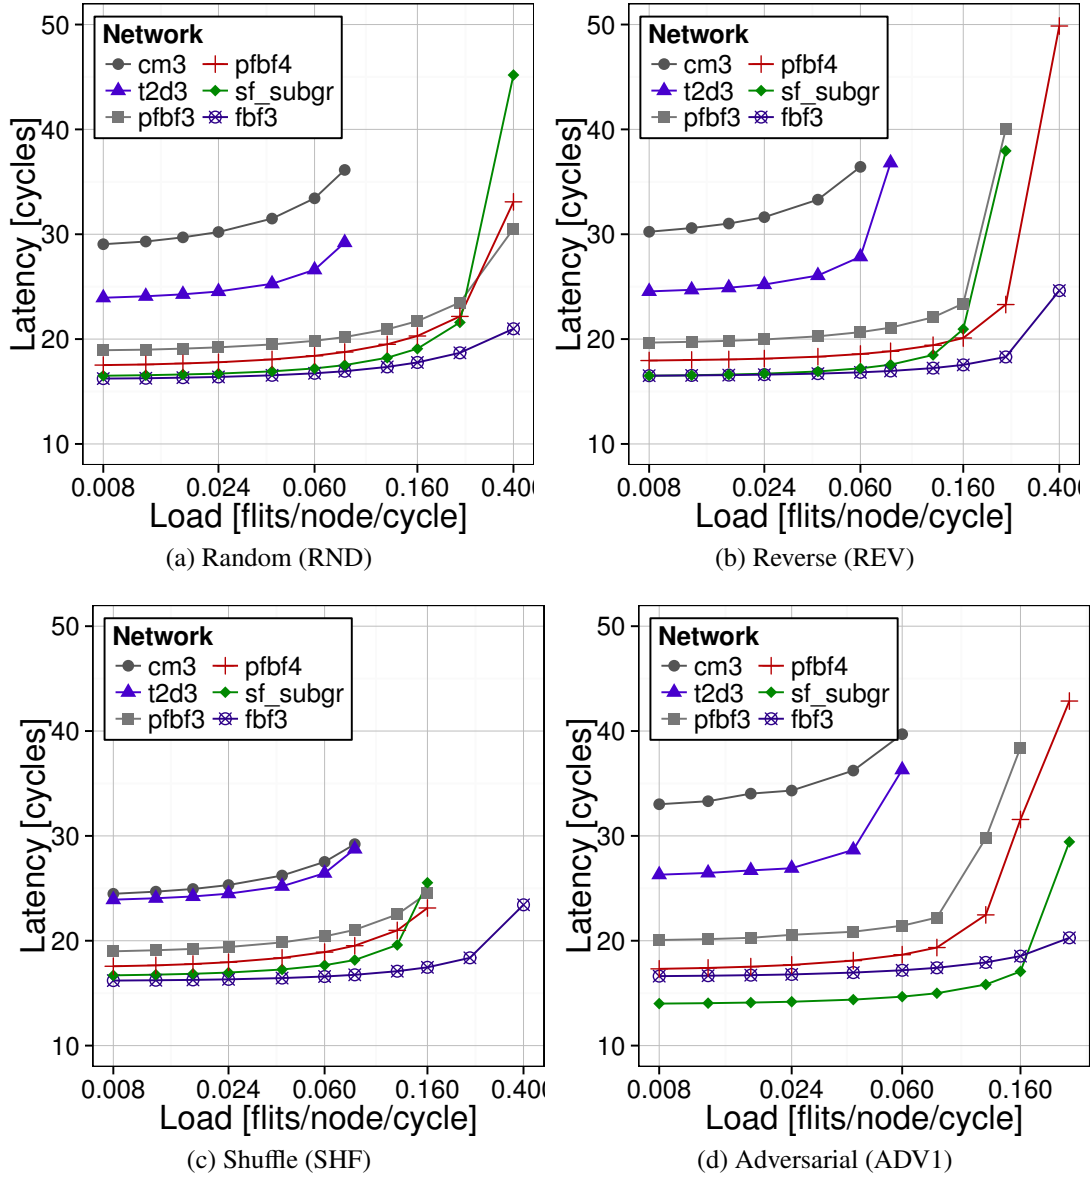 50
40
30
20
10
Latency [cycles]
Network
cm3 pfbf4
t2d3 sf_subgr
pfbf3 fbf3
0.008 0.024 0.060 0.160 0.400
Load [flits/node/cycle]
(a) Random (RND)
50
40
30
20
10
Latency [cycles]
Network
cm3 pfbf4
t2d3 sf_subgr
pfbf3 fbf3
0.008 0.024 0.060 0.160 0.400
Load [flits/node/cycle]
(b) Reverse (REV)
50
40
30
20
10
Latency [cycles]
Network
cm3 pfbf4
t2d3 sf_subgr
pfbf3 fbf3
0.008 0.024 0.060 0.160 0.400
Load [flits/node/cycle]
(c) Shuffle (SHF)
50
40
30
20
10
Latency [cycles]
Network
cm3 pfbf4
t2d3 sf_subgr
pfbf3 fbf3
0.008 0.024 0.060 0.160
Load [flits/node/cycle]
(d) Adversarial (ADV1)